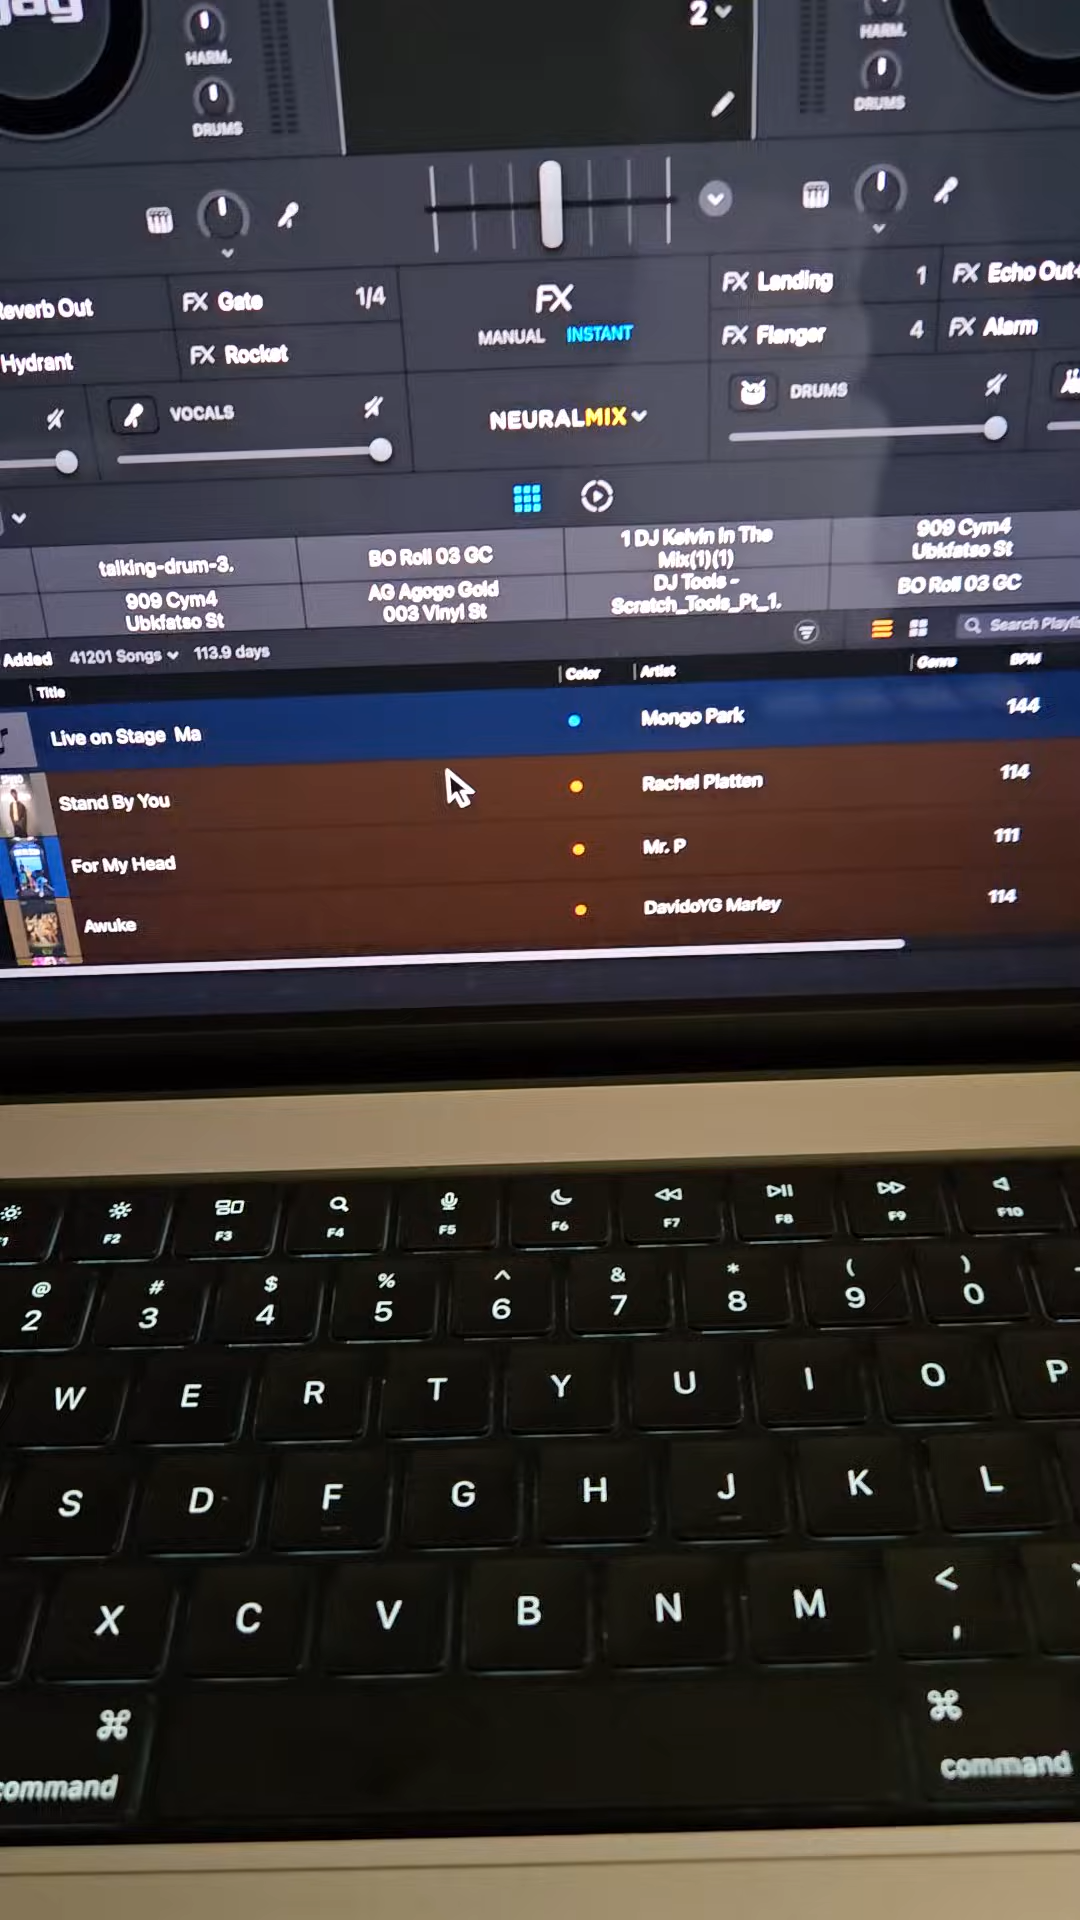 jay
2
HARM.
HARM.
DRUMS
DRUMS
Reverb Out
FX Gate 1/4
FX
FX Landing 1
FX Echo Out
MANUAL INSTANT
Hydrant
FX Rocket
FX Flanger 4
FX Alarm
VOCALS
NEURALMIX
DRUMS
talking-drum-3.
BO Roll 03 GC
1 DJ Kelvin In The
Mix(1)(1)
909 Cym4
Ubkfatso St
909 Cym4
Ubkfatso St
AG Agogo Gold
003 Vinyl St
DJ Tools -
Scratch_Tools_Pt_1.
BO Roll 03 GC
Added 41201 Songs 113.9 days
Search Playlis
Title Color Artist Genre BPM
Live on Stage Ma Mongo Park 144
Stand By You Rachel Platten 114
For My Head Mr. P 111
Awuke DavidoYG Marley 114
F1 F2 F3 F4 F5 F6 F7 F8 F9 F10
@ # $ % ^ & * ( )
2 3 4 5 6 7 8 9 0
W E R T Y U I O P
S D F G H J K L
X C V B N M < ,
⌘ ⌘
command command